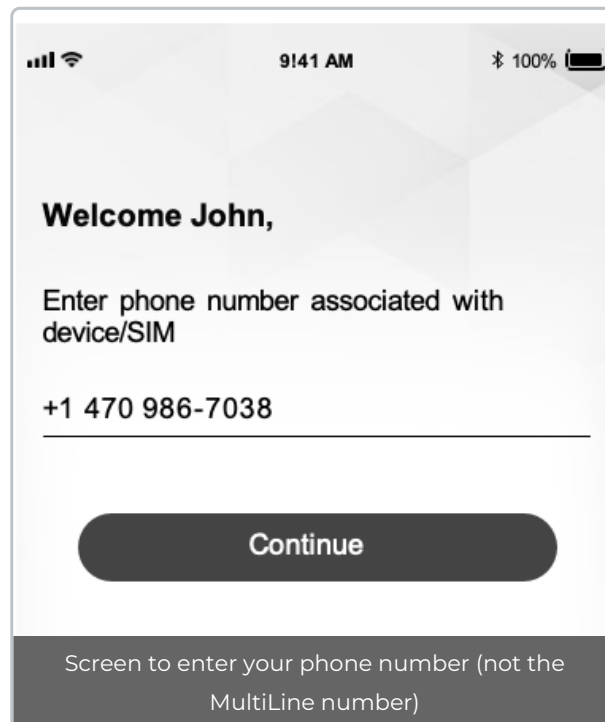 9:41 AM
100%
Welcome John,
Enter phone number associated with
device/SIM
+1 470 986-7038
Continue
Screen to enter your phone number (not the
MultiLine number)